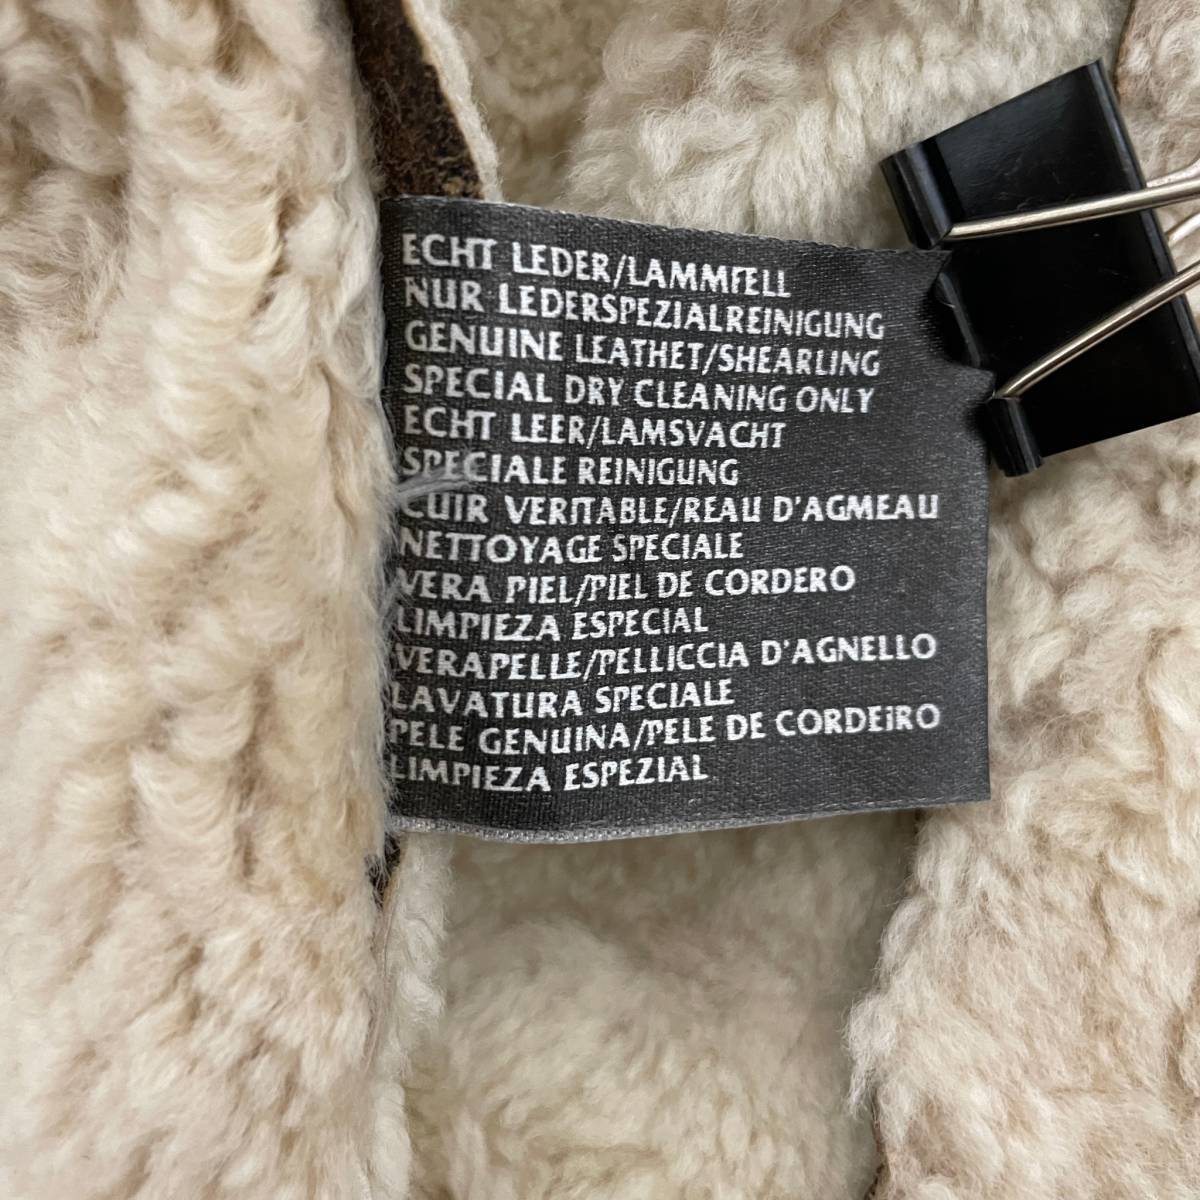 ECHT LEDER/LAMMFELL
NUR LEDERSPEZIALREINIGUNG
GENUINE LEATHET/SHEARLING
SPECIAL DRY CLEANING ONLY
ECHT LEER/LAMSVACHT
SPECIALE REINIGUNG
CUIR VERITABLE/REAU D'AGMEAU
NETTOYAGE SPECIALE
VERA PIEL/PIEL DE CORDERO
LIMPIEZA ESPECIAL
VERAPELLE/PELLICCIA D'AGNELLO
LAVATURA SPECIALE
PELE GENUINA/PELE DE CORDEiRO
LIMPIEZA ESPEZIAL